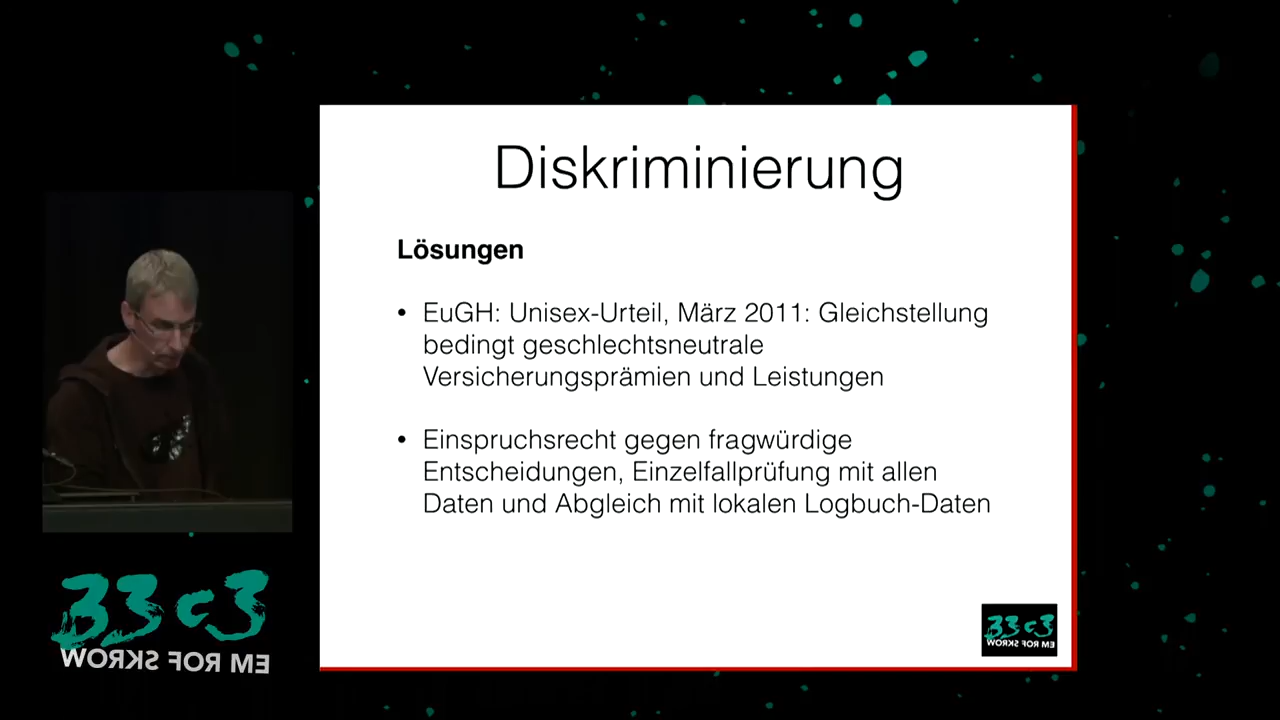 Diskriminierung
Lösungen
• EuGH: Unisex-Urteil, März 2011: Gleichstellung
bedingt geschlechtsneutrale
Versicherungsprämien und Leistungen
• Einspruchsrecht gegen fragwürdige
Entscheidungen, Einzelfallprüfung mit allen
Daten und Abgleich mit lokalen Logbuch-Daten
33c3
WORKS FOR ME
33c3
WORKS FOR ME